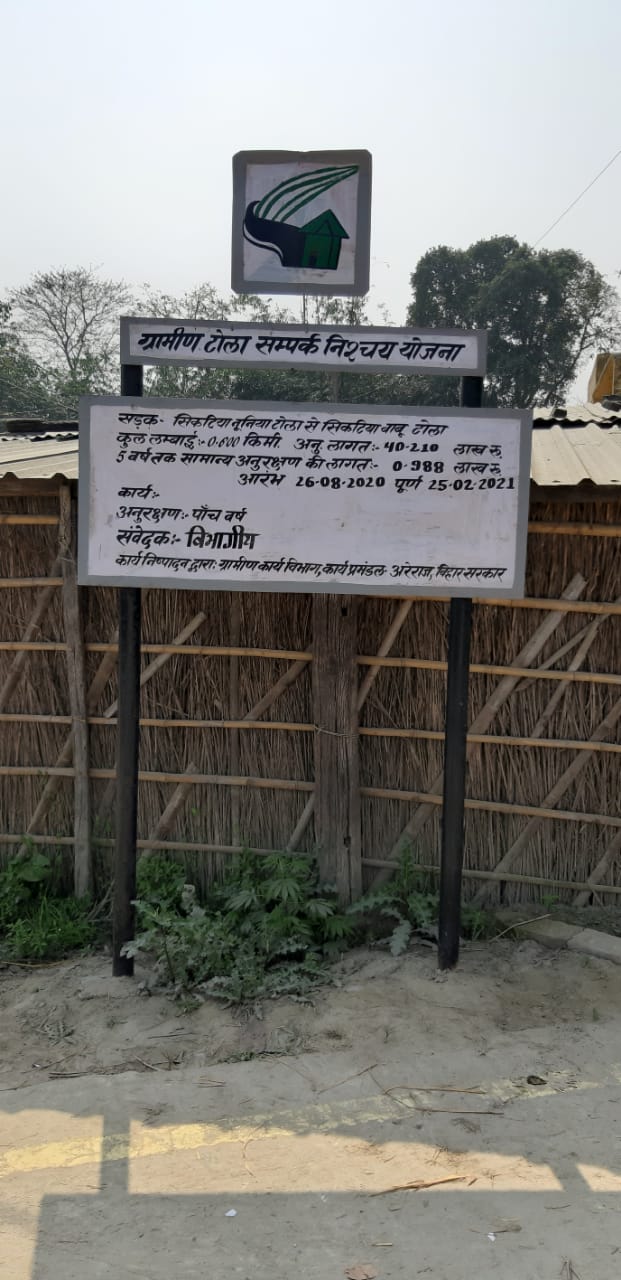 ग्रामीण टोला सम्पर्क निश्चय योजना
सड़क- सिकटिया नूनिया टोला से सिकटिया बाबू टोला
कुल लम्बाई:- 0.600 किमी. अनु लागत:- 40.210 लाख रू
5 वर्ष तक सामान्य अनुरक्षण की लागत:- 0.988 लाख रू
आरंभ 26.08.2020 पूर्ण 25.02.2021
कार्य:-
अनुरक्षण:- पाँच वर्ष
संवेदक:- विभागीय
कार्य निष्पादन द्वारा: ग्रामीण कार्य विभाग, कार्य प्रमंडल- अरेराज, बिहार सरकार